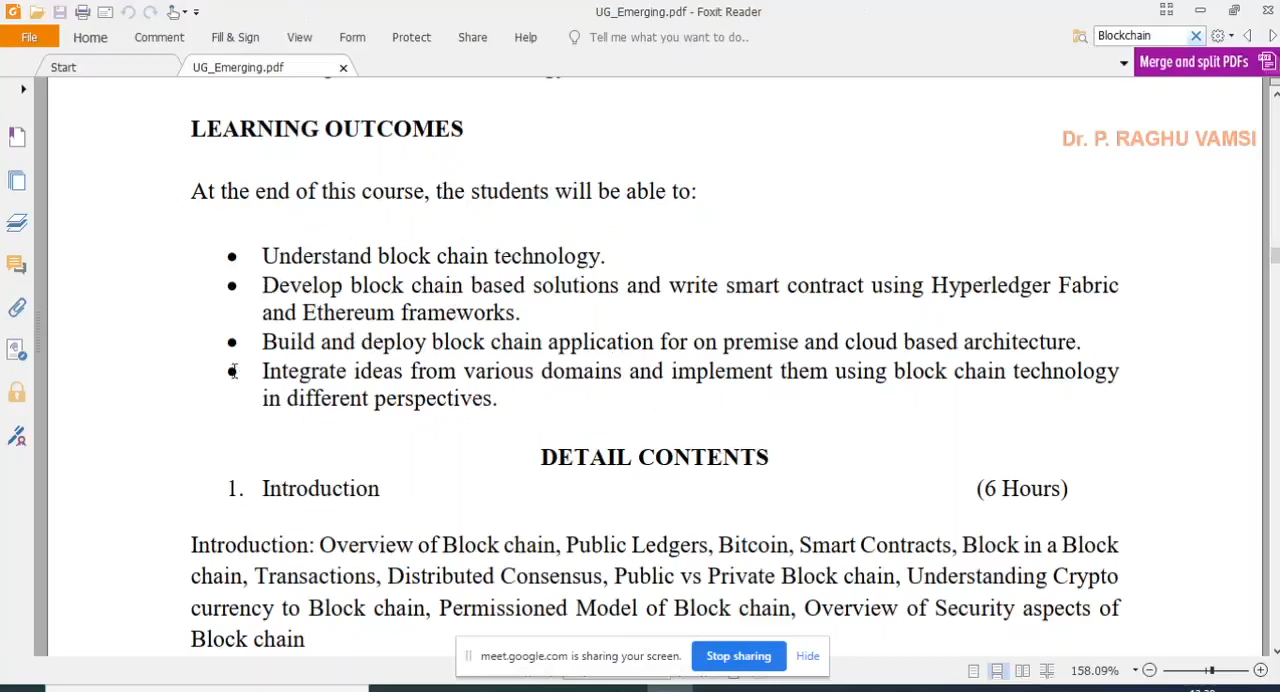 UG_Emerging.pdf - Foxit Reader
File Home Comment Fill & Sign View Form Protect Share Help Tell me what you want to do.. Blockchain
Start UG_Emerging.pdf Merge and split PDFs
LEARNING OUTCOMES
Dr. P. RAGHU VAMSI
At the end of this course, the students will be able to:
• Understand block chain technology.
• Develop block chain based solutions and write smart contract using Hyperledger Fabric
and Ethereum frameworks.
• Build and deploy block chain application for on premise and cloud based architecture.
• Integrate ideas from various domains and implement them using block chain technology
in different perspectives.
DETAIL CONTENTS
1. Introduction (6 Hours)
Introduction: Overview of Block chain, Public Ledgers, Bitcoin, Smart Contracts, Block in a Block
chain, Transactions, Distributed Consensus, Public vs Private Block chain, Understanding Crypto
currency to Block chain, Permissioned Model of Block chain, Overview of Security aspects of
Block chain
meet.google.com is sharing your screen. Stop sharing Hide
158.09%